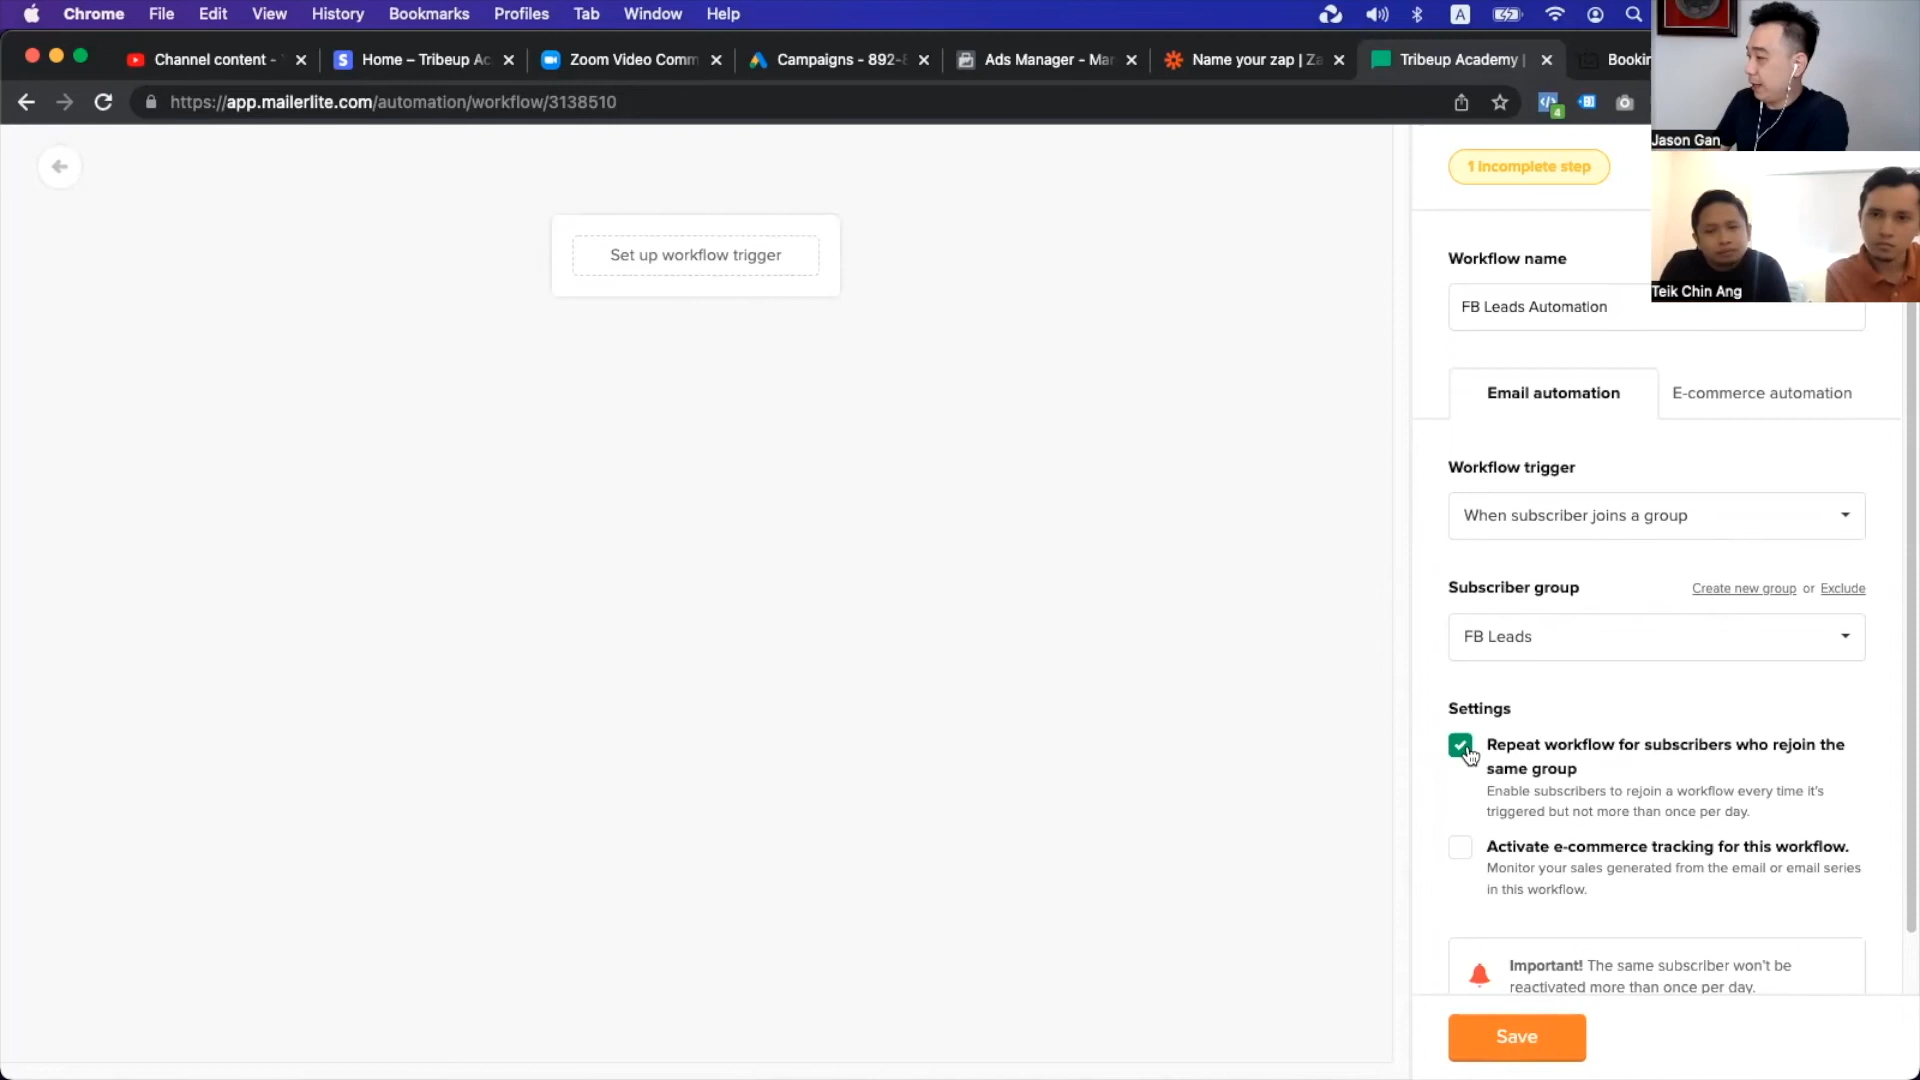 Chrome File Edit View History Bookmarks Profiles Tab Window Help
A
Channel content -
Home – Tribeup Ac
Zoom Video Comm
Campaigns - 892-
Ads Manager - Ma
Name your zap | Za
Tribeup Academy |
Bookin
https://app.mailerlite.com/automation/workflow/3138510
4
Jason Gan
Teik Chin Ang
1 incomplete step
Set up workflow trigger
Workflow name
FB Leads Automation
Email automation
E-commerce automation
Workflow trigger
When subscriber joins a group
Subscriber group
Create new group or Exclude
FB Leads
Settings
Repeat workflow for subscribers who rejoin the
same group
Enable subscribers to rejoin a workflow every time it's
triggered but not more than once per day.
Activate e-commerce tracking for this workflow.
Monitor your sales generated from the email or email series
in this workflow.
Important! The same subscriber won't be
reactivated more than once per day.
Save